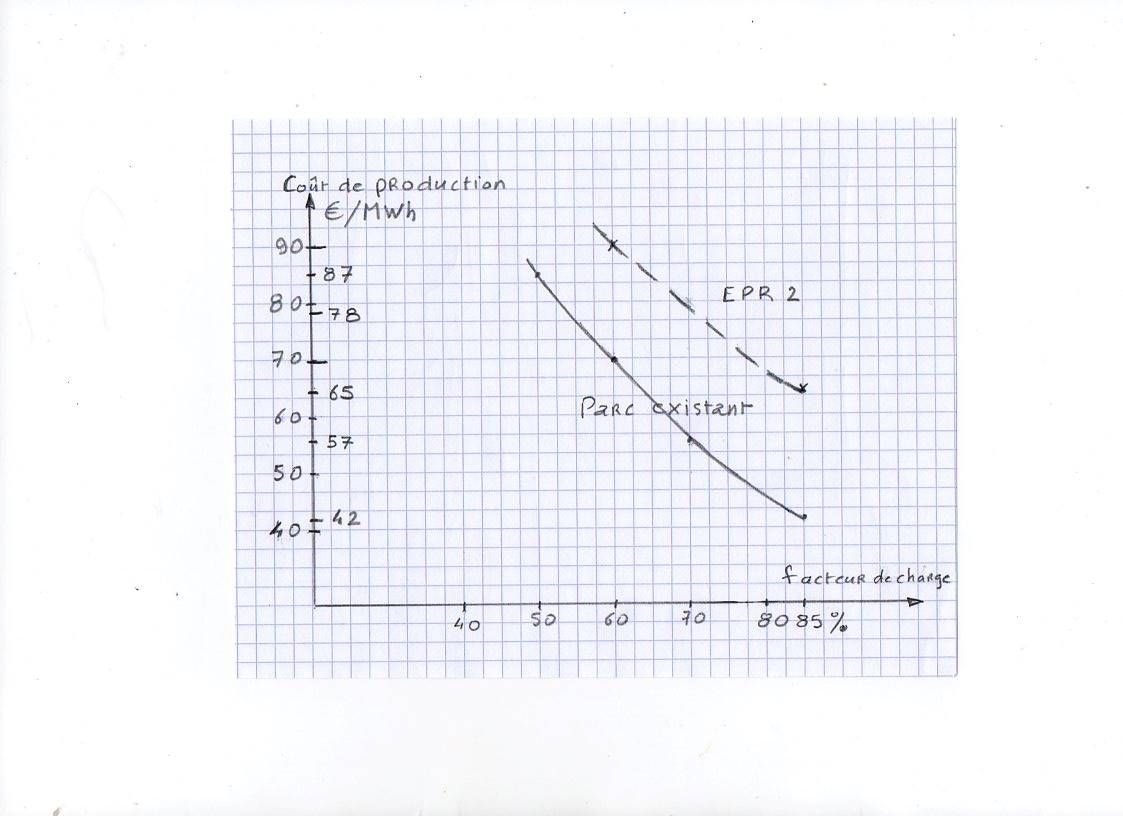 Coût de production
€/MWh
90
87
80
78
EPR 2
70
65
Parc existant
60
57
50
42
40
facteur de charge
40 50 60 70 80 85 %